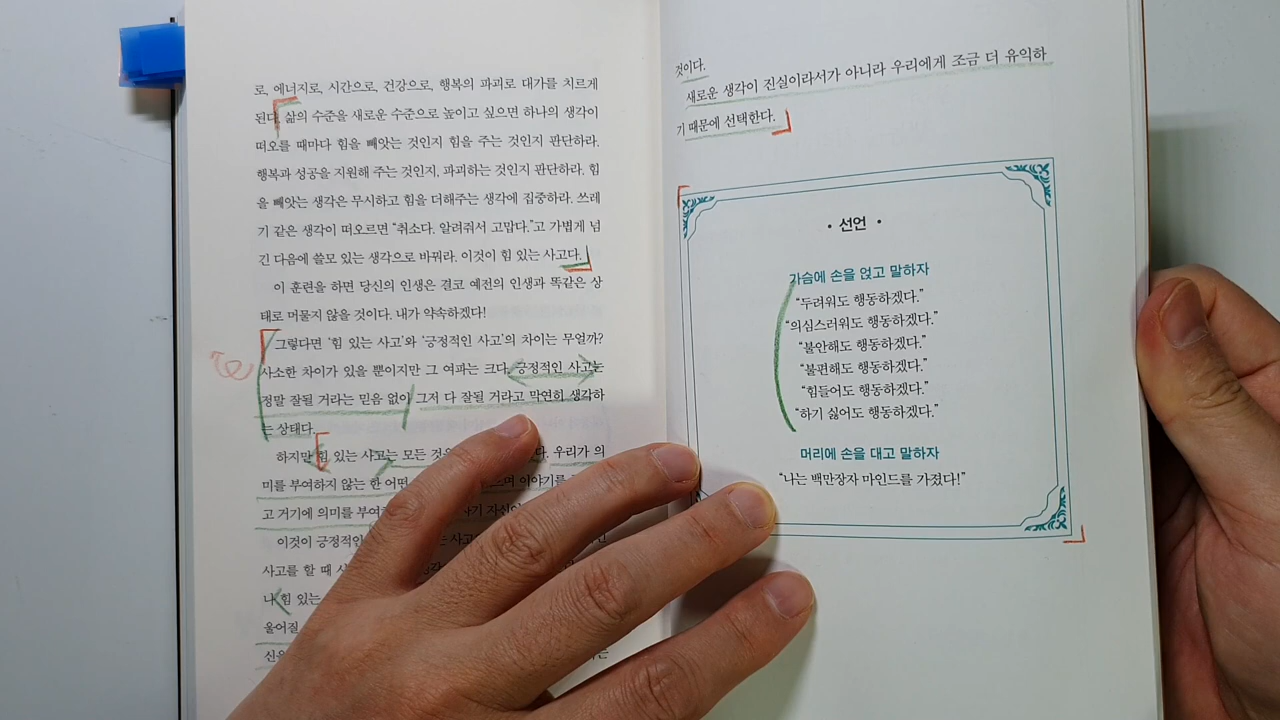 로, 에너지로, 시간으로, 건강으로, 행복의 파괴로 대가를 치르게
된다. 삶의 수준을 새로운 수준으로 높이고 싶으면 하나의 생각이
떠오를 때마다 힘을 빼앗는 것인지 힘을 주는 것인지 판단하라.
행복과 성공을 지원해 주는 것인지, 파괴하는 것인지 판단하라. 힘
을 빼앗는 생각은 무시하고 힘을 더해주는 생각에 집중하라. 쓰레
기 같은 생각이 떠오르면 “취소다. 알려줘서 고맙다.”고 가볍게 넘
긴 다음에 쓸모 있는 생각으로 바꿔라. 이것이 힘 있는 사고다.
이 훈련을 하면 당신의 인생은 결코 예전의 인생과 똑같은 상
태로 머물지 않을 것이다. 내가 약속하겠다!
그렇다면 ‘힘 있는 사고’와 ‘긍정적인 사고’의 차이는 무얼까?
사소한 차이가 있을 뿐이지만 그 여파는 크다. 긍정적인 사고는
정말 잘될 거라는 믿음 없이 그저 다 잘될 거라고 막연히 생각하
는 상태다.
하지만 힘 있는 사고는 모든 우리가 의
미를 부여하지 않는 한 어떤 이야기를
고 거기에 의미를
이것이 긍정적인
사고를 할 때
나 힘 있는
울어질
것이다.
새로운 생각이 진실이라서가 아니라 우리에게 조금 더 유익하
기 때문에 선택한다.
• 선언 •
가슴에 손을 얹고 말하자
“두려워도 행동하겠다.”
“의심스러워도 행동하겠다.”
“불안해도 행동하겠다.”
“불편해도 행동하겠다.”
“힘들어도 행동하겠다.”
“하기 싫어도 행동하겠다.”
머리에 손을 대고 말하자
“나는 백만장자 마인드를 가졌다!”